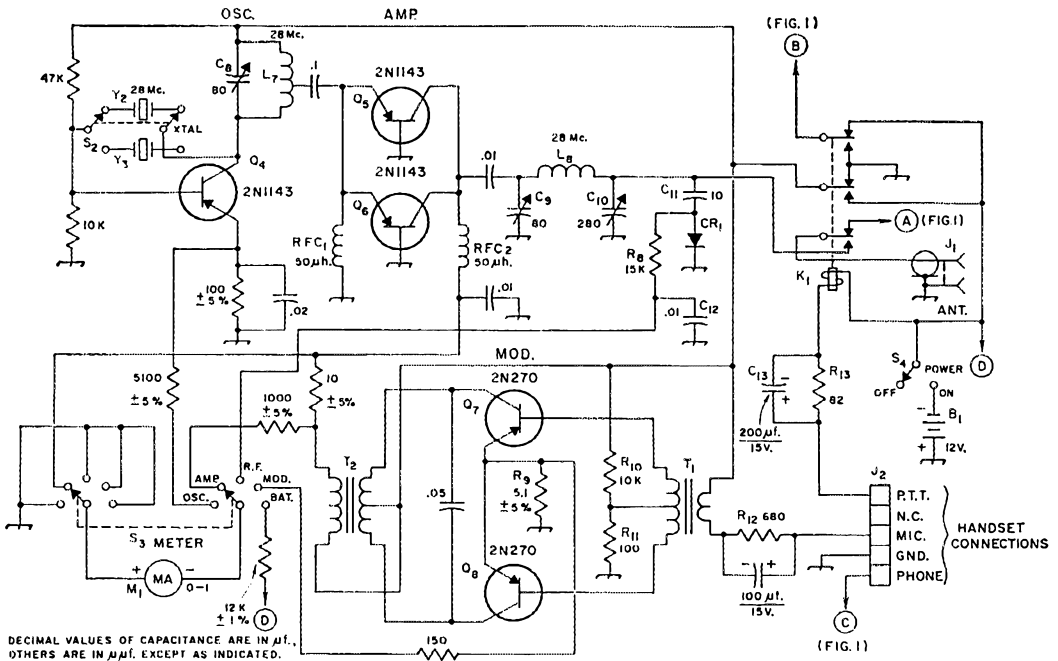 OSC. AMP.
(FIG. 1)
B
28 Mc.
C8
80
L7
.1
2N1143
Q5
47K
Y2 28 Mc.
S2 XTAL
Y3
Q4
2N1143
2N1143
Q6
10K
28 Mc.
L8
.01
C9
80
C10
280
C11
10
CR1
A (FIG.1)
J1
K1
ANT.
RFC1
50µh.
RFC2
50µh.
R8
15K
100
± 5%
.02
.01
.01 C12
MOD.
5100
± 5%
10
± 5%
1000
± 5%
2N270
Q7
C13
200µf.
15V.
R13
82
S4
POWER
OFF ON
D
B1
12V.
AMP. R.F. MOD.
OSC. BAT.
T2
.05
R9
5.1
± 5%
R10
10K
R11
100
T1
J2
P.T.T.
N.C.
MIC.
GND.
PHONE
HANDSET
CONNECTIONS
R12 680
S3 METER
2N270
Q8
+ MA −
M1 0–1
12K
± 1%
D
− +
100µf.
15V.
C
(FIG. 1)
150
DECIMAL VALUES OF CAPACITANCE ARE IN µf.,
OTHERS ARE IN µµf. EXCEPT AS INDICATED.